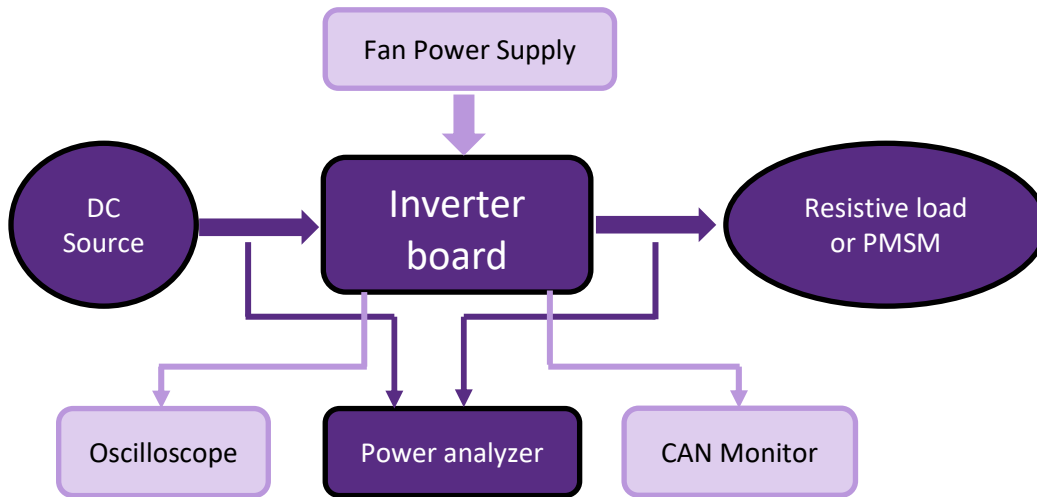 Fan Power Supply
DC
Source
Inverter
board
Resistive load
or PMSM
Oscilloscope
Power analyzer
CAN Monitor